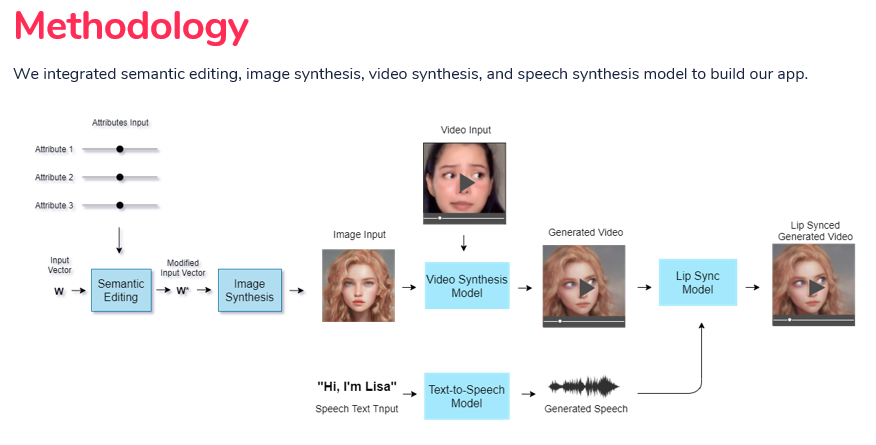 Methodology
We integrated semantic editing, image synthesis, video synthesis, and speech synthesis model to build our app.
Attributes Input
Attribute 1
Attribute 2
Attribute 3
Input
Vector
W
Semantic
Editing
Modified
Input Vector
W'
Image
Synthesis
Image Input
Video Input
Video Synthesis
Model
Generated Video
Lip Sync
Model
Lip Synced
Generated Video
"Hi, I'm Lisa"
Speech Text Tnput
Text-to-Speech
Model
Generated Speech